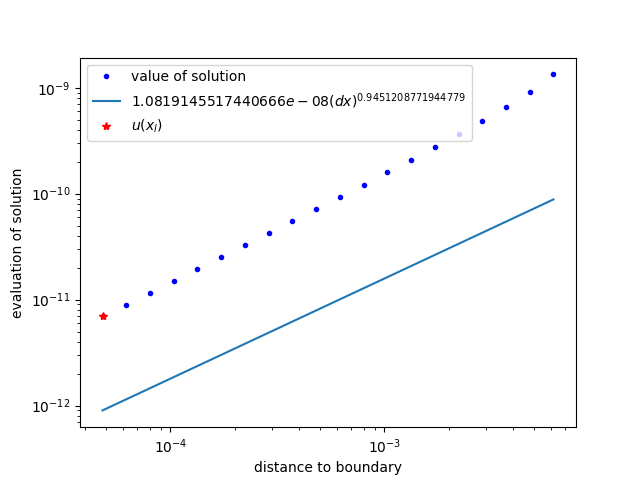 value of solution
1.0819145517440666e − 08(dx)^0.9451208771944779
u(x_l)
10^−9
10^−10
10^−11
10^−12
evaluation of solution
10^−4
10^−3
distance to boundary